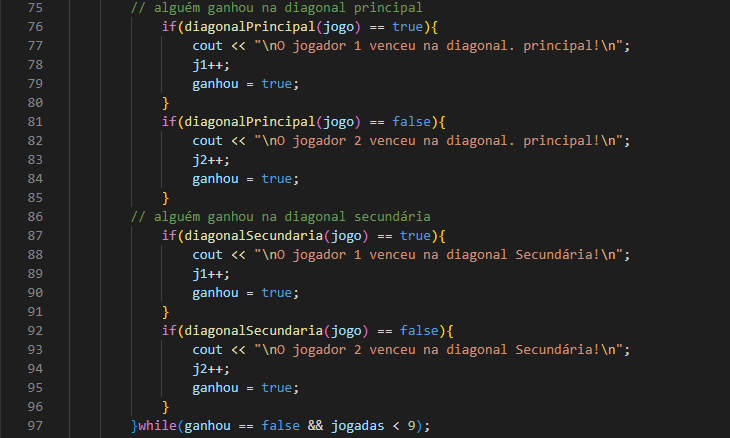 75 // alguém ganhou na diagonal principal
76 if(diagonalPrincipal(jogo) == true){
77 cout << "\nO jogador 1 venceu na diagonal. principal!\n";
78 j1++;
79 ganhou = true;
80 }
81 if(diagonalPrincipal(jogo) == false){
82 cout << "\nO jogador 2 venceu na diagonal. principal!\n";
83 j2++;
84 ganhou = true;
85 }
86 // alguém ganhou na diagonal secundária
87 if(diagonalSecundaria(jogo) == true){
88 cout << "\nO jogador 1 venceu na diagonal Secundária!\n";
89 j1++;
90 ganhou = true;
91 }
92 if(diagonalSecundaria(jogo) == false){
93 cout << "\nO jogador 2 venceu na diagonal Secundária!\n";
94 j2++;
95 ganhou = true;
96 }
97 }while(ganhou == false && jogadas < 9);